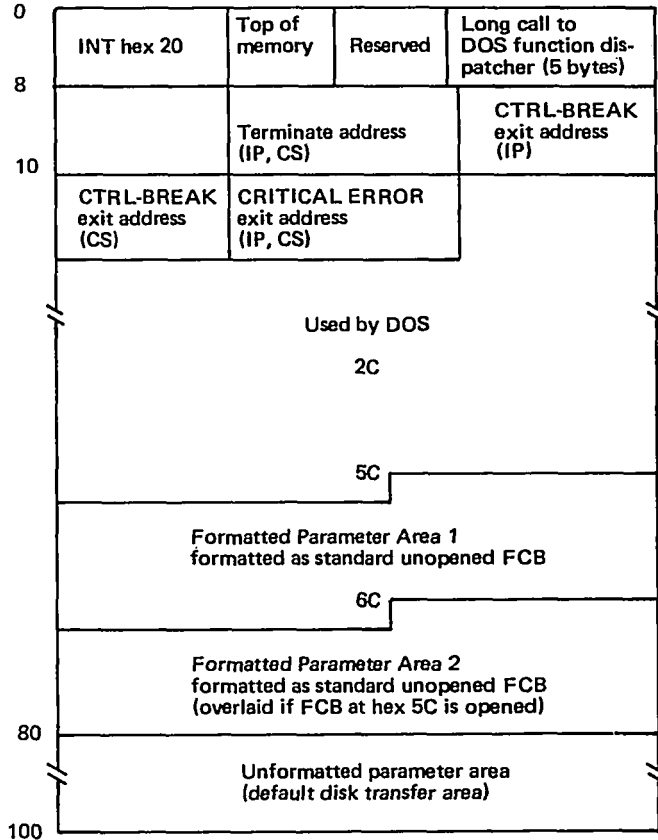 0
INT hex 20
Top of
memory
Reserved
Long call to
DOS function dis-
patcher (5 bytes)
8
Terminate address
(IP, CS)
CTRL-BREAK
exit address
(IP)
10
CTRL-BREAK
exit address
(CS)
CRITICAL ERROR
exit address
(IP, CS)
Used by DOS
2C
5C
Formatted Parameter Area 1
formatted as standard unopened FCB
6C
Formatted Parameter Area 2
formatted as standard unopened FCB
(overlaid if FCB at hex 5C is opened)
80
Unformatted parameter area
(default disk transfer area)
100